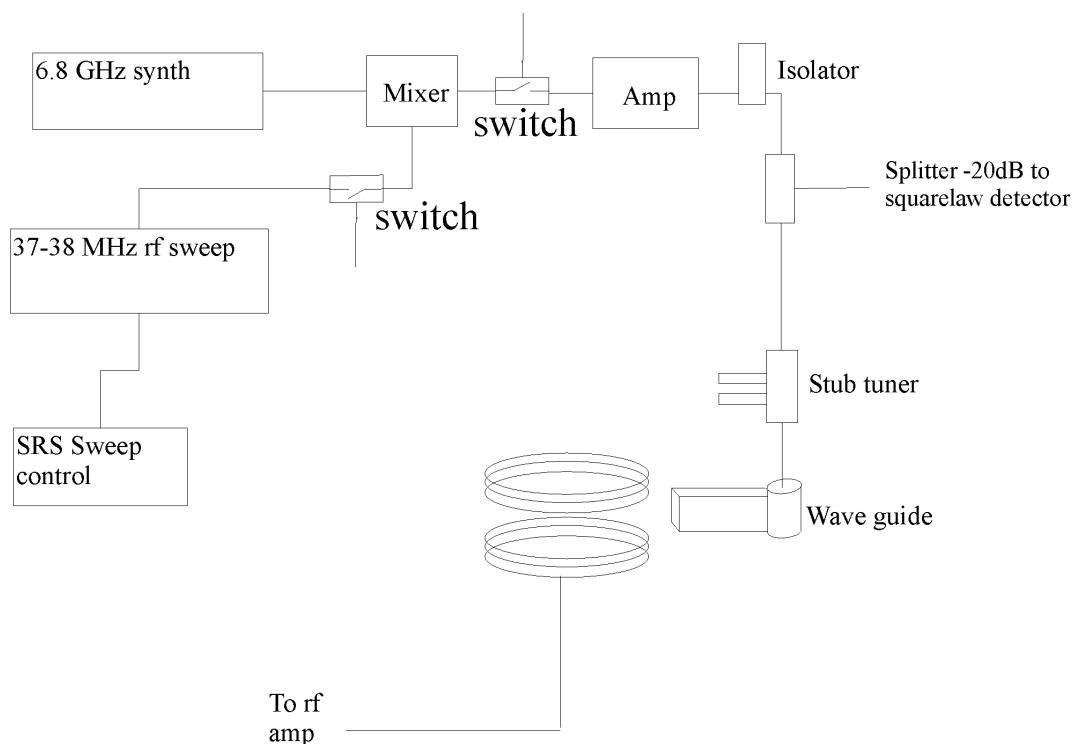 6.8 GHz synth
Mixer
switch
Amp
Isolator
Splitter -20dB to
squarelaw detector
switch
37-38 MHz rf sweep
Stub tuner
SRS Sweep
control
Wave guide
To rf
amp